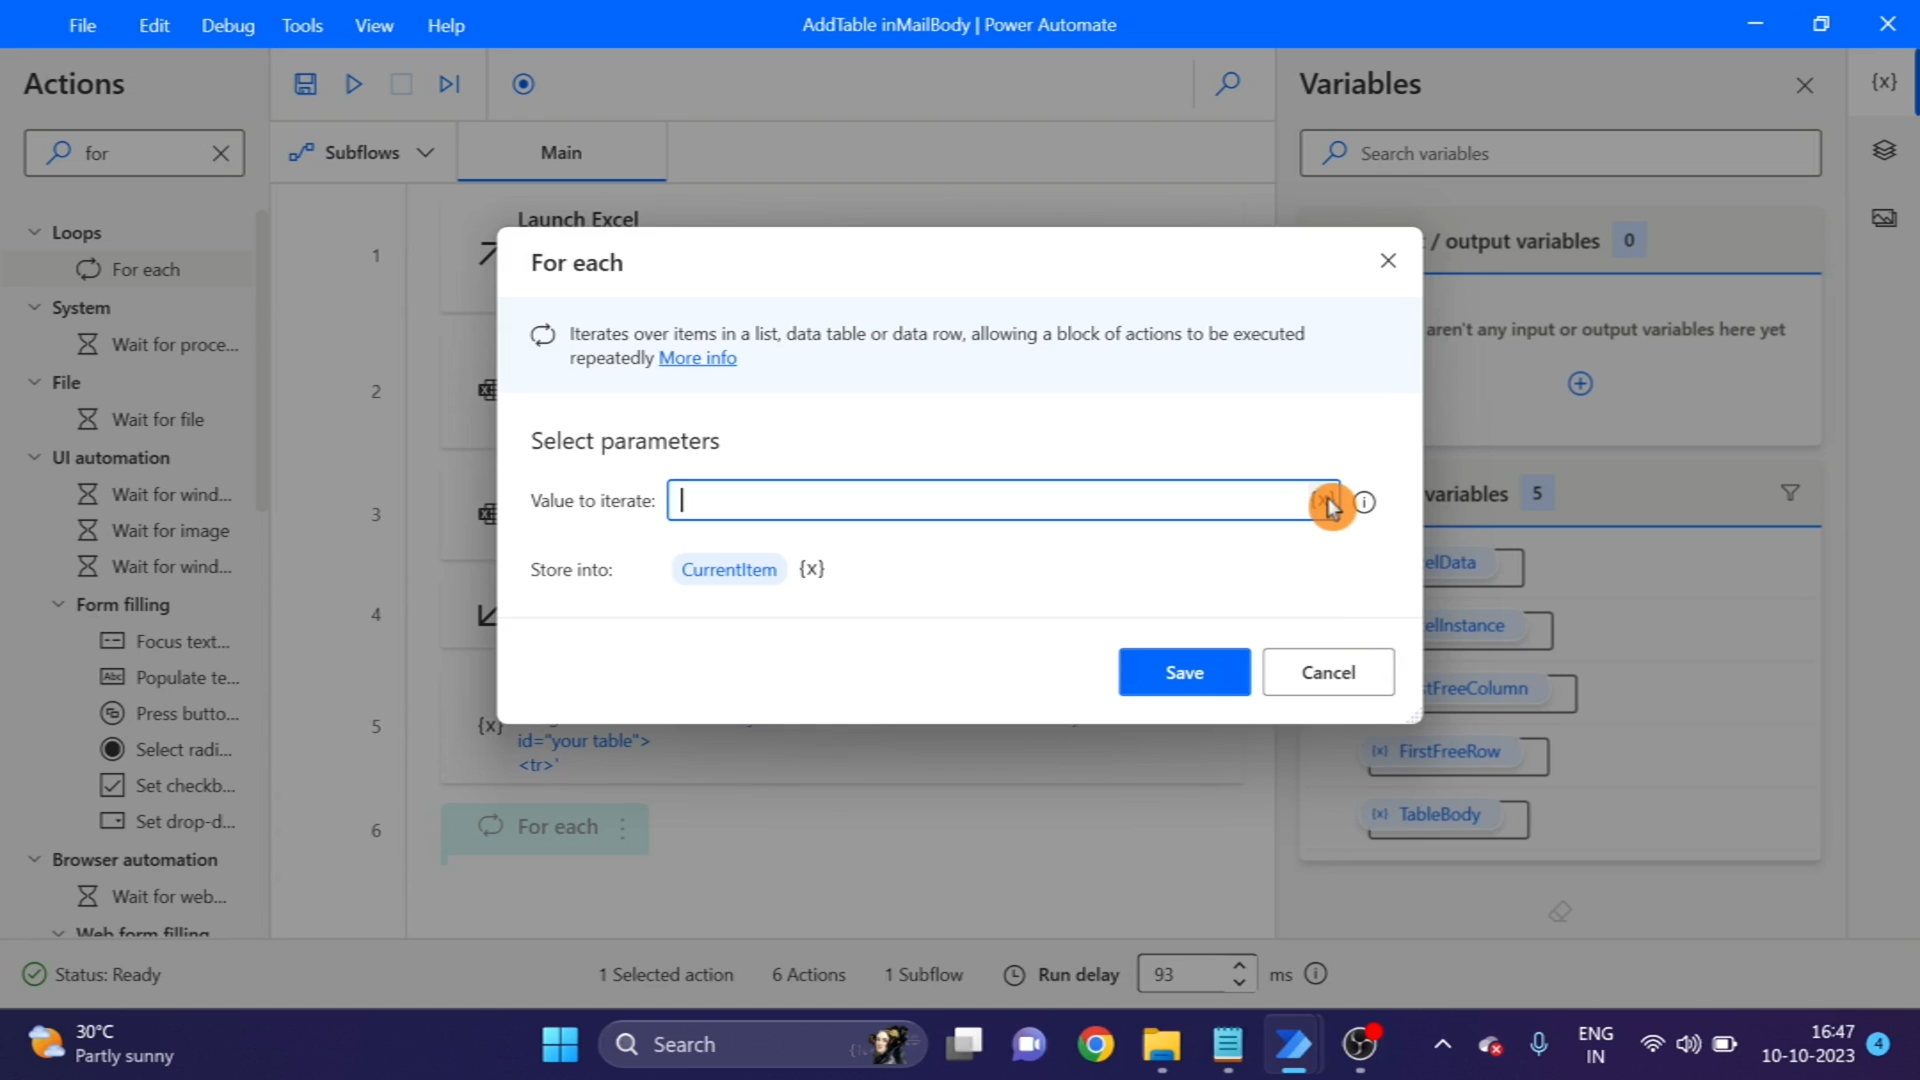 File Edit Debug Tools View Help
AddTable inMailBody | Power Automate
Actions
for
Loops
For each
System
Wait for proce...
File
Wait for file
UI automation
Wait for wind...
Wait for image
Wait for wind...
Form filling
Focus text...
Abc Populate te...
Press butto...
Select radi...
Set checkb...
Set drop-d...
Browser automation
Wait for web...
Web form filling
Subflows
Main
1
Launch Excel
2
3
4
5
{x}
id="your table">
<tr>'
6
For each
For each
Iterates over items in a list, data table or data row, allowing a block of actions to be executed
repeatedly More info
Select parameters
Value to iterate:
Store into: CurrentItem {x}
Save Cancel
Variables
{x}
Search variables
/ output variables 0
aren't any input or output variables here yet
variables 5
elData
elInstance
tFreeColumn
{x} FirstFreeRow
{x} TableBody
Status: Ready 1 Selected action 6 Actions 1 Subflow Run delay 93 ms
30°C
Partly sunny
Search
ENG
IN
16:47
10-10-2023
4